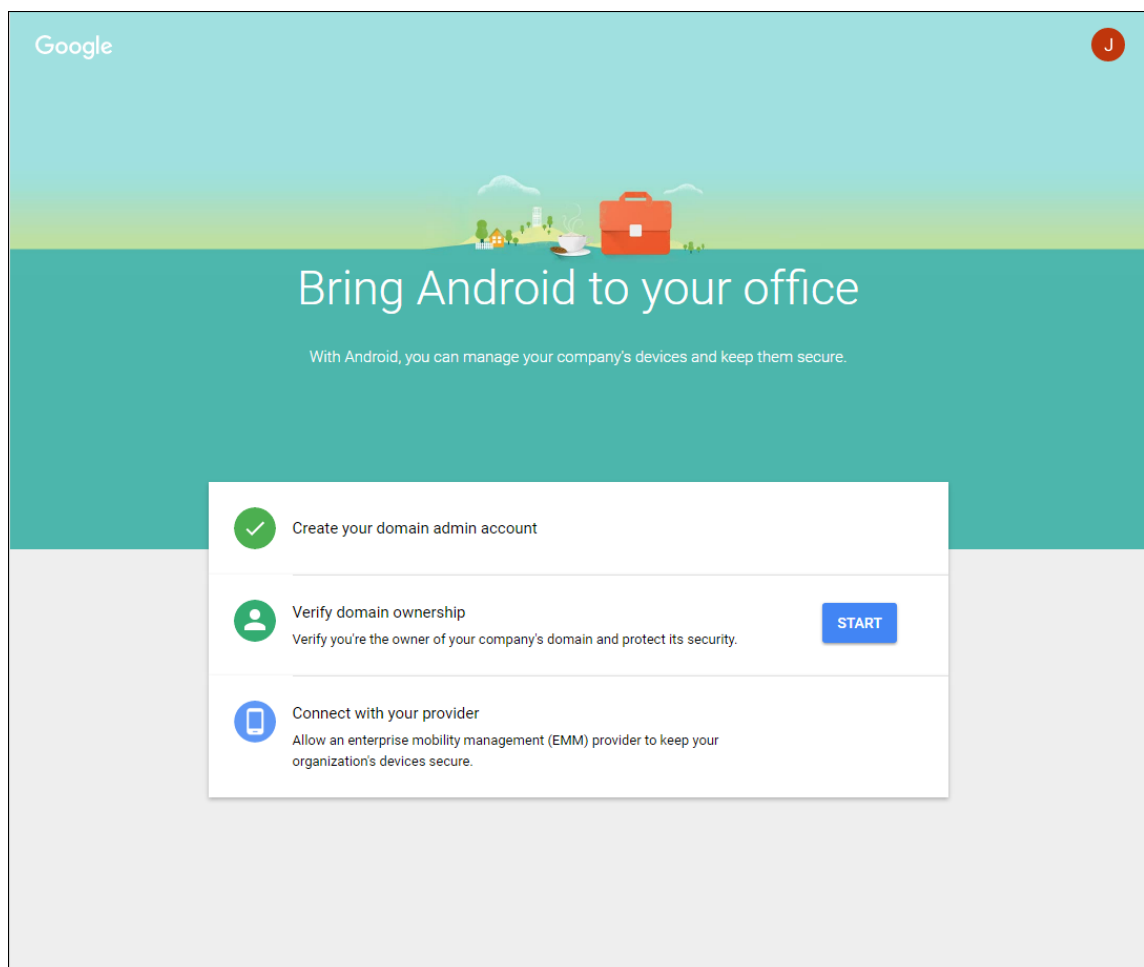 Google
J
Bring Android to your office
With Android, you can manage your company's devices and keep them secure.
Create your domain admin account
Verify domain ownership
Verify you're the owner of your company's domain and protect its security.
START
Connect with your provider
Allow an enterprise mobility management (EMM) provider to keep your
organization's devices secure.